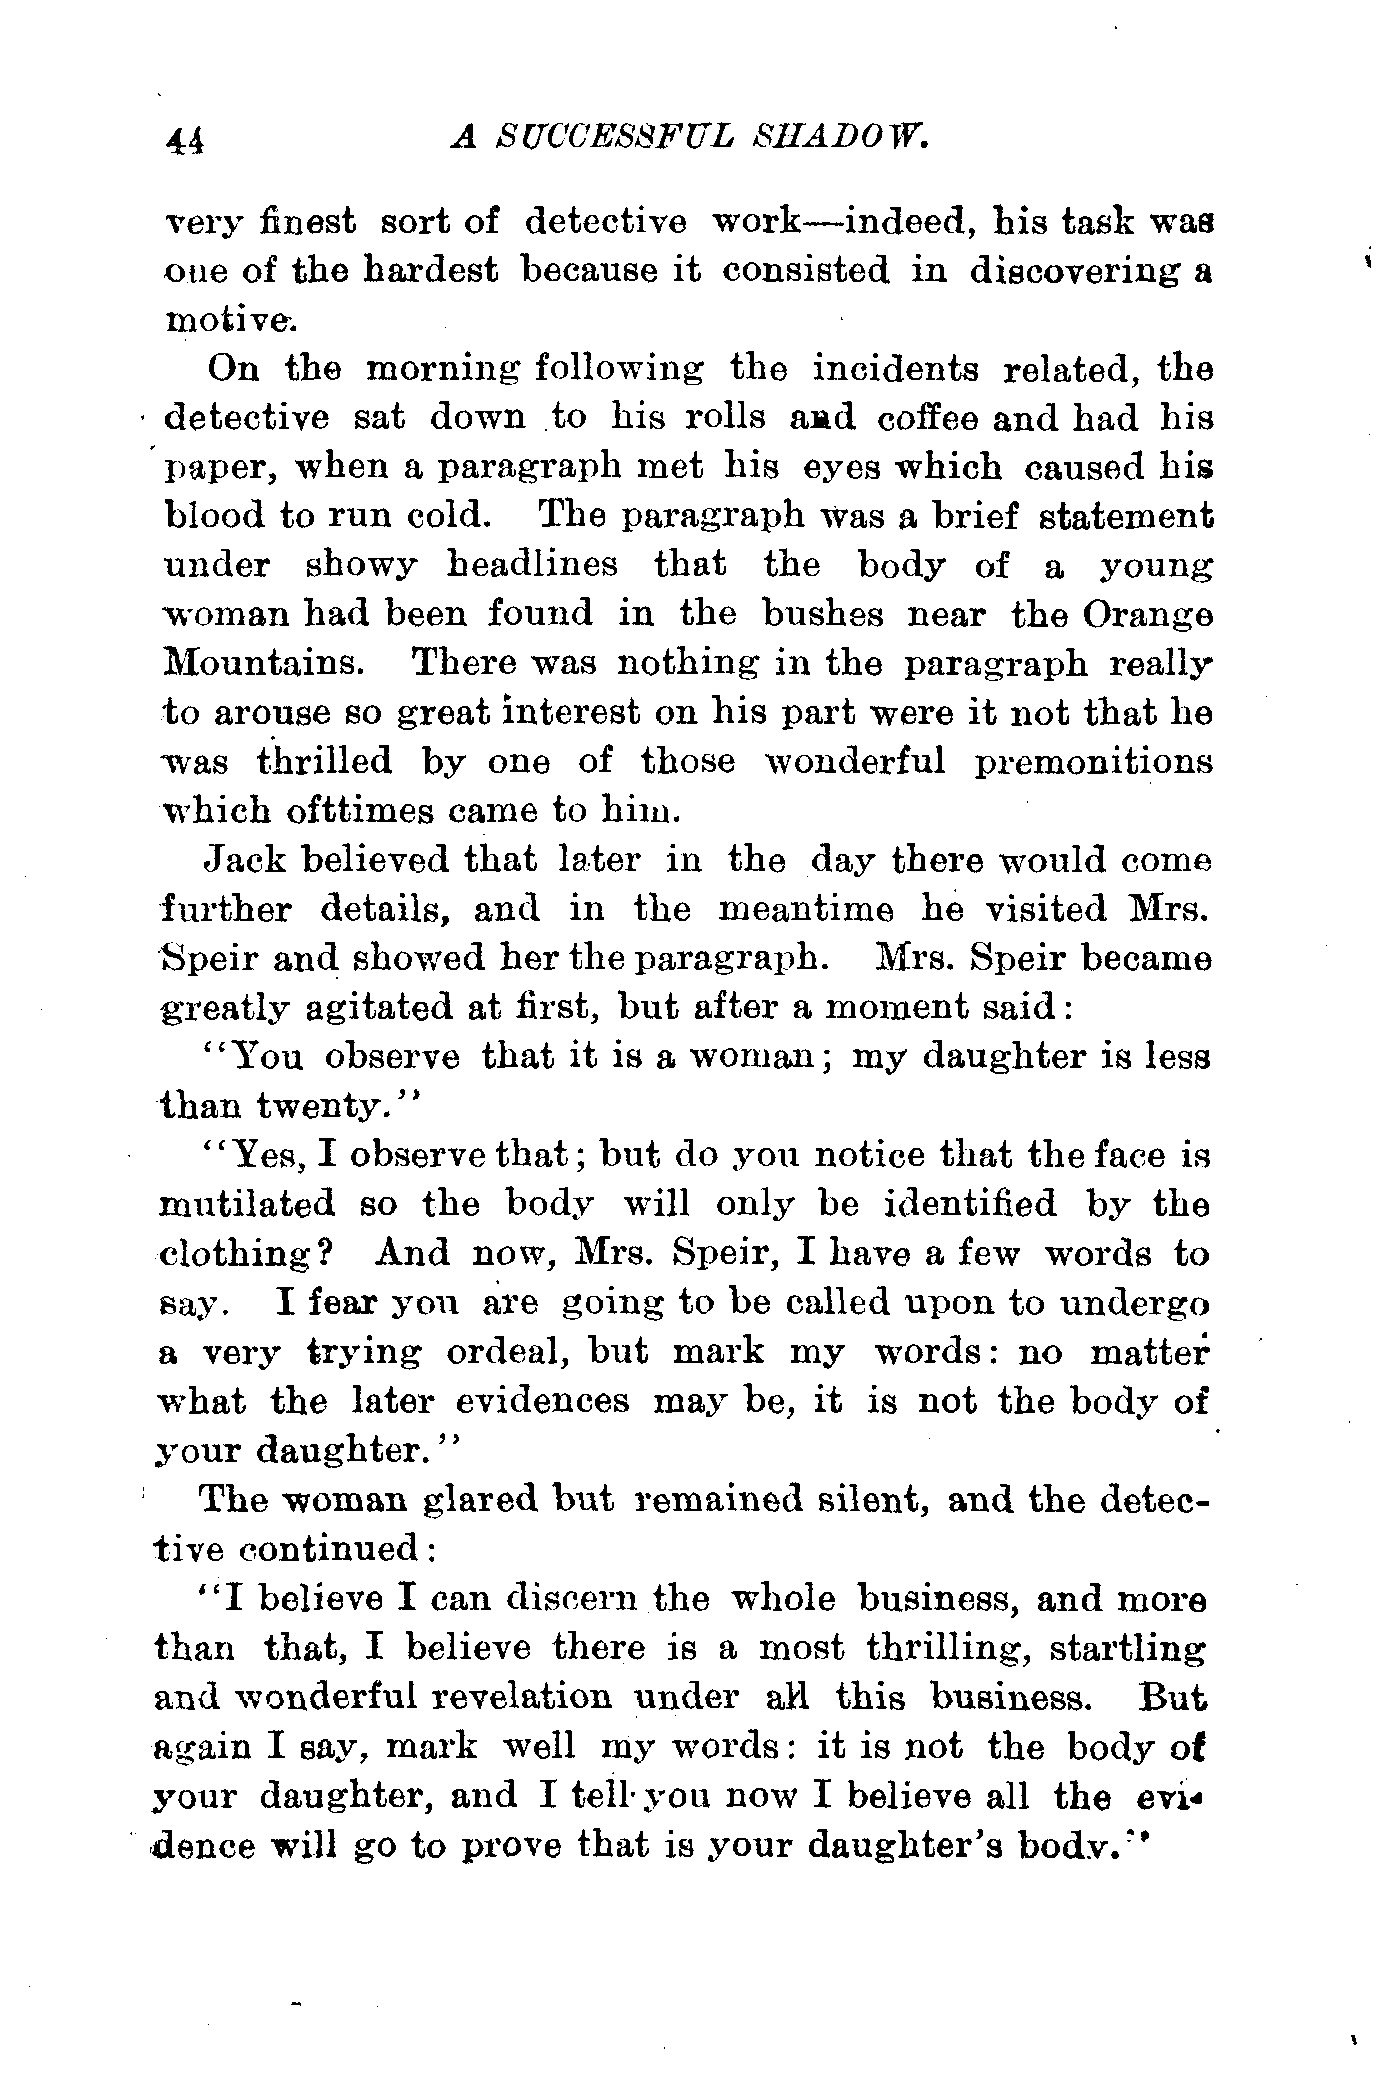 44 A SUCCESSFUL SHADOW.
very finest sort of detective work—indeed, his task was
one of the hardest because it consisted in discovering a
motive.
On the morning following the incidents related, the
detective sat down to his rolls and coffee and had his
paper, when a paragraph met his eyes which caused his
blood to run cold. The paragraph was a brief statement
under showy headlines that the body of a young
woman had been found in the bushes near the Orange
Mountains. There was nothing in the paragraph really
to arouse so great interest on his part were it not that he
was thrilled by one of those wonderful premonitions
which ofttimes came to him.
Jack believed that later in the day there would come
further details, and in the meantime he visited Mrs.
Speir and showed her the paragraph. Mrs. Speir became
greatly agitated at first, but after a moment said:
"You observe that it is a woman; my daughter is less
than twenty."
"Yes, I observe that; but do you notice that the face is
mutilated so the body will only be identified by the
clothing? And now, Mrs. Speir, I have a few words to
say. I fear you are going to be called upon to undergo
a very trying ordeal, but mark my words: no matter
what the later evidences may be, it is not the body of
your daughter."
The woman glared but remained silent, and the detec-
tive continued:
"I believe I can discern the whole business, and more
than that, I believe there is a most thrilling, startling
and wonderful revelation under all this business. But
again I say, mark well my words: it is not the body of
your daughter, and I tell you now I believe all the evi-
dence will go to prove that is your daughter's body."